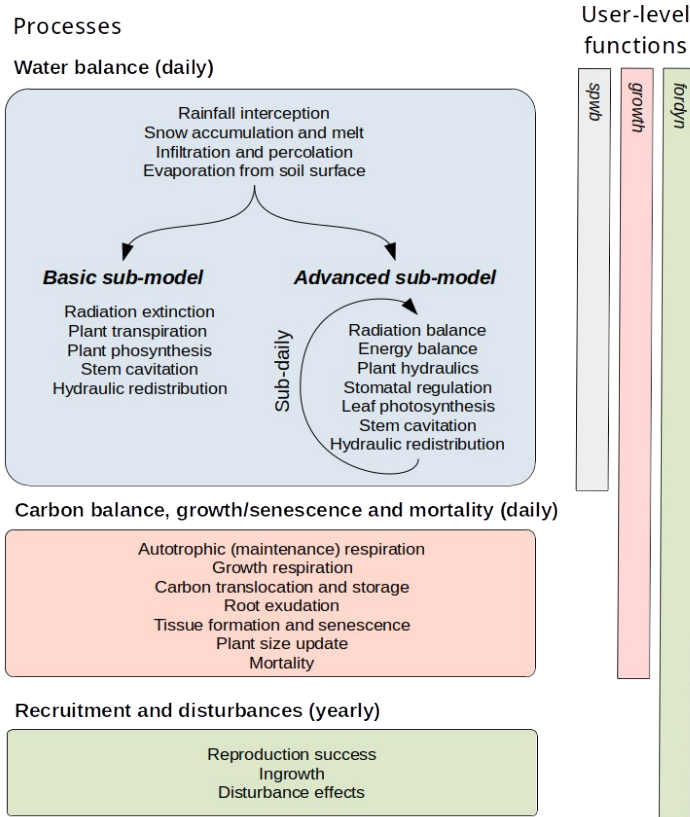 Processes
User-level
functions
Water balance (daily)
spwb
growth
fordyn
Rainfall interception
Snow accumulation and melt
Infiltration and percolation
Evaporation from soil surface
Basic sub-model
Radiation extinction
Plant transpiration
Plant phosynthesis
Stem cavitation
Hydraulic redistribution
Advanced sub-model
Sub-daily
Radiation balance
Energy balance
Plant hydraulics
Stomatal regulation
Leaf photosynthesis
Stem cavitation
Hydraulic redistribution
Carbon balance, growth/senescence and mortality (daily)
Autotrophic (maintenance) respiration
Growth respiration
Carbon translocation and storage
Root exudation
Tissue formation and senescence
Plant size update
Mortality
Recruitment and disturbances (yearly)
Reproduction success
Ingrowth
Disturbance effects